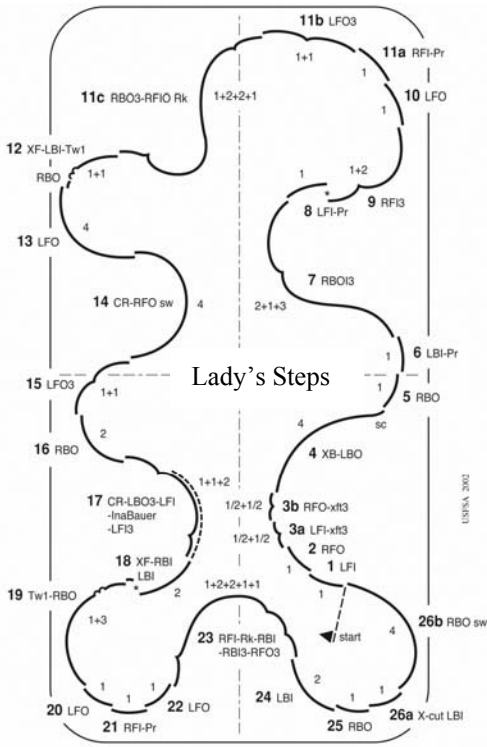 11b LFO3
11a RFI-Pr
1+1
1
10 LFO
11c RBO3-RFIO Rk
1+2+2+1
1
12 XF-LBI-Tw1
RBO
1+1
1
1+2
*
9 RFI3
8 LFI-Pr
4
13 LFO
7 RBOI3
14 CR-RFO sw
4
2+1+3
6 LBI-Pr
1
Lady's Steps
15 LFO3
1
5 RBO
1+1
sc
4
16 RBO
2
4 XB-LBO
1+1+2
17 CR-LBO3-LFI
-InaBauer
-LFI3
1/2+1/2
3b RFO-xft3
3a LFI-xft3
1/2+1/2
2 RFO
18 XF-RBI
LBI
1 LFI
1
*
19 Tw1-RBO
2
1+2+2+1+1
1
1+3
26b RBO sw
4
start
23 RFI-Rk-RBI
-RBI3-RFO3
1
1
1
2
24 LBI
1
1
20 LFO
22 LFO
21 RFI-Pr
25 RBO
26a X-cut LBI
USFSA 2002